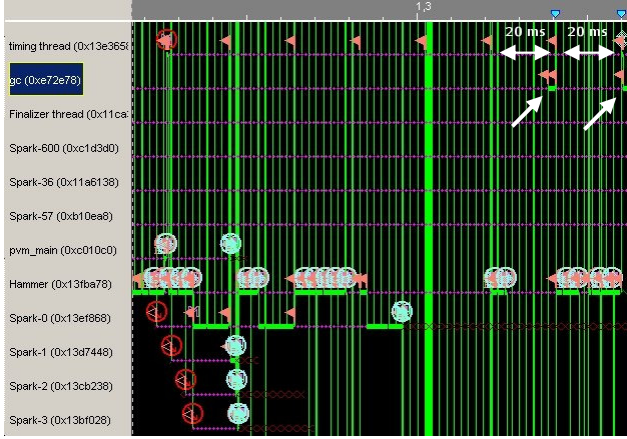 1,3
20 ms 20 ms
timing thread (0x13e3658
gc (0xe72e78)
Finalizer thread (0x11ca
Spark-600 (0xc1d3d0)
Spark-36 (0x11a6138)
Spark-57 (0xb10ea8)
pvm_main (0xc010c0)
Hammer (0x13fba78)
Spark-0 (0x13ef868)
Spark-1 (0x13d7448)
Spark-2 (0x13cb238)
Spark-3 (0x13bf028)